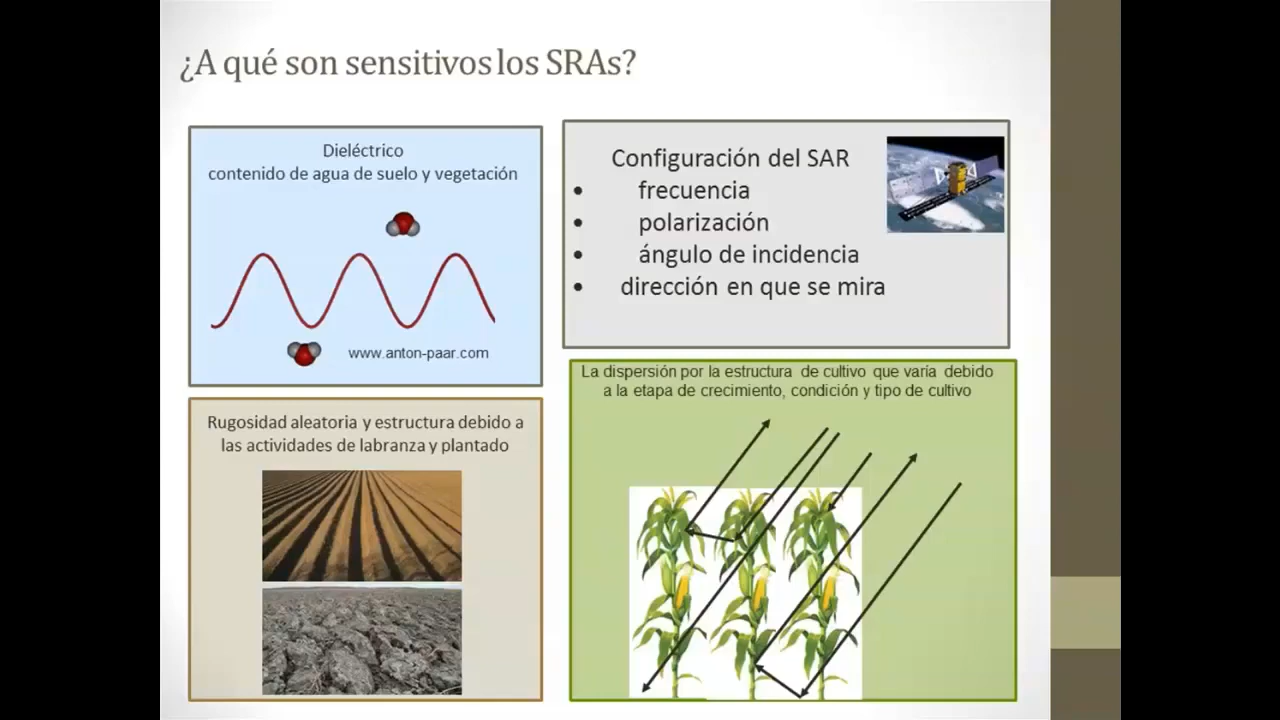 ¿A qué son sensitivos los SRAs?
Dieléctrico
contenido de agua de suelo y vegetación
www.anton-paar.com
Configuración del SAR
• frecuencia
• polarización
• ángulo de incidencia
• dirección en que se mira
Rugosidad aleatoria y estructura debido a
las actividades de labranza y plantado
La dispersión por la estructura de cultivo que varía debido
a la etapa de crecimiento, condición y tipo de cultivo